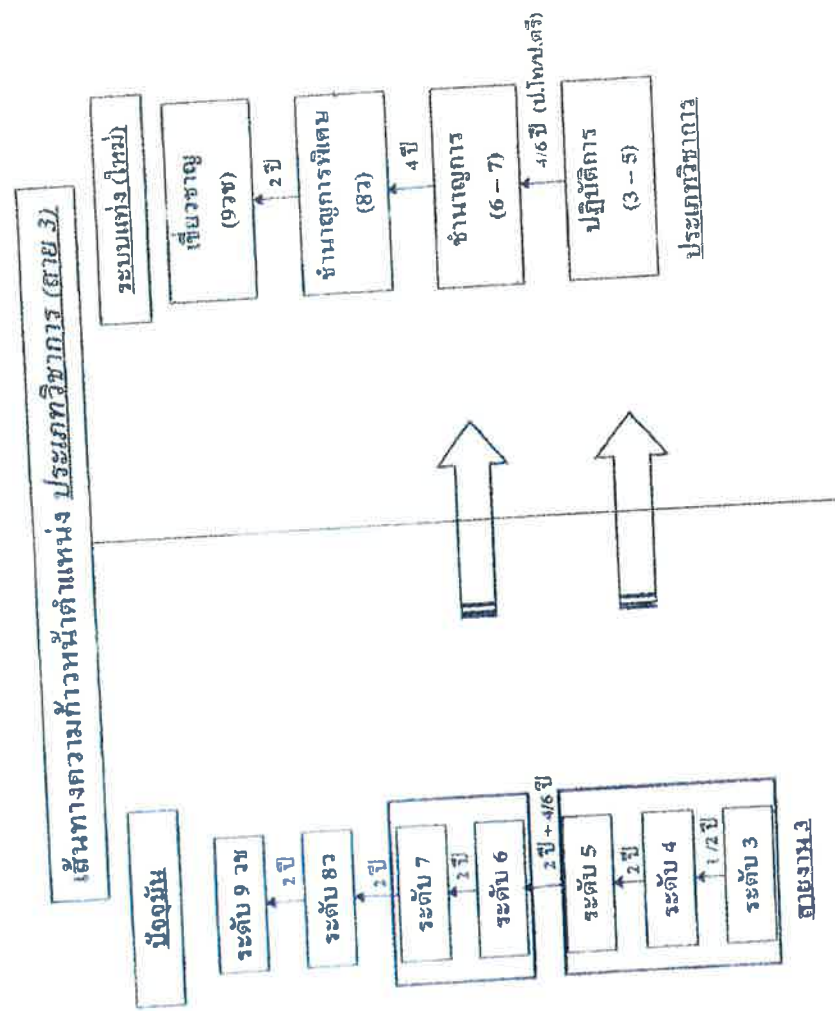 เส้นทางความก้าวหน้าตำแหน่ง ประเภทวิชาการ (สาย 3)
ปัจจุบัน
ระดับ 9 วช
2 ปี
ระดับ 8ว
2 ปี
ระดับ 7
2 ปี
ระดับ 6
2 ปี + 4/6 ปี
ระดับ 5
2 ปี
ระดับ 4
1 /2 ปี
ระดับ 3
สายงาน 3
ระบบแท่ง (ใหม่)
เชี่ยวชาญ
(9วช)
2 ปี
ชำนาญการพิเศษ
(8ว)
4 ปี
ชำนาญการ
(6 – 7)
4/6 ปี (ป.โท/ป.ตรี)
ปฏิบัติการ
(3 – 5)
ประเภทวิชาการ